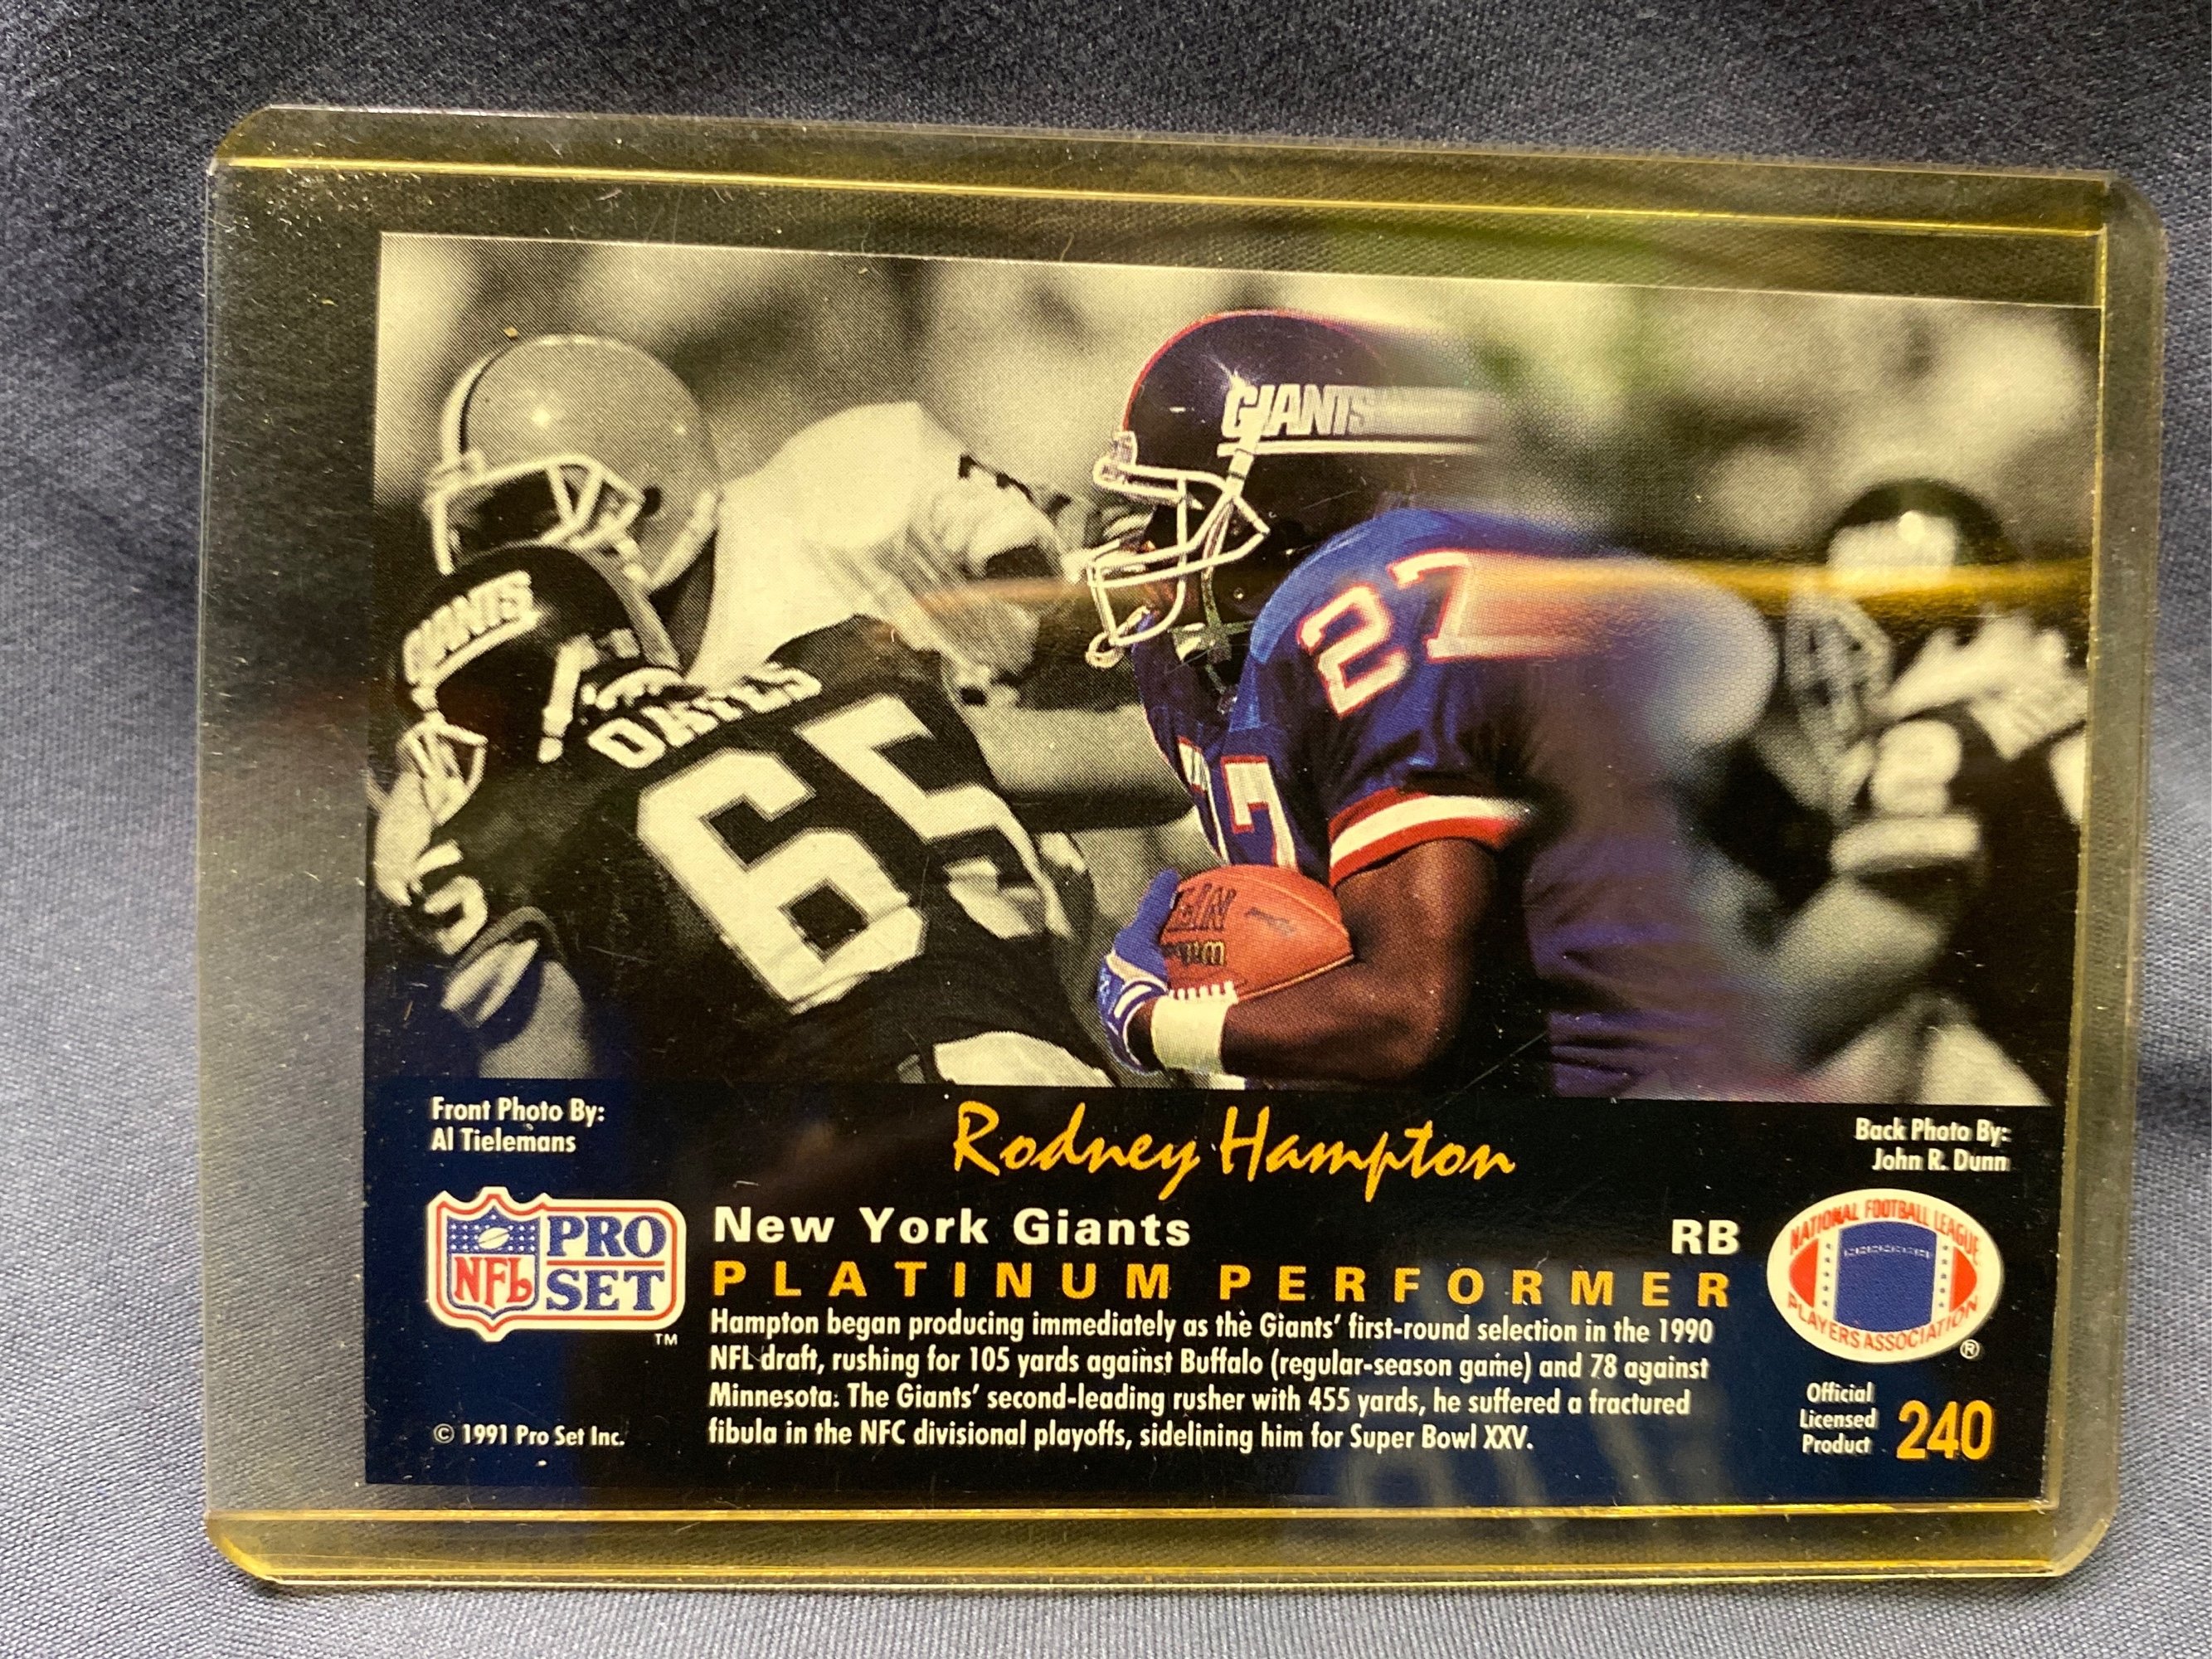 GIANTS
GIANTS
27
OATES
65
27
Front Photo By:
Al Tielemans
Rodney Hampton
Back Photo By:
John R. Dunn
NFL PRO
SET
TM
New York Giants RB
PLATINUM PERFORMER
Hampton began producing immediately as the Giants' first-round selection in the 1990
NFL draft, rushing for 105 yards against Buffalo (regular-season game) and 78 against
Minnesota. The Giants' second-leading rusher with 455 yards, he suffered a fractured
fibula in the NFC divisional playoffs, sidelining him for Super Bowl XXV.
© 1991 Pro Set Inc.
NATIONAL FOOTBALL LEAGUE
PLAYERS ASSOCIATION
®
Official
Licensed
Product
240